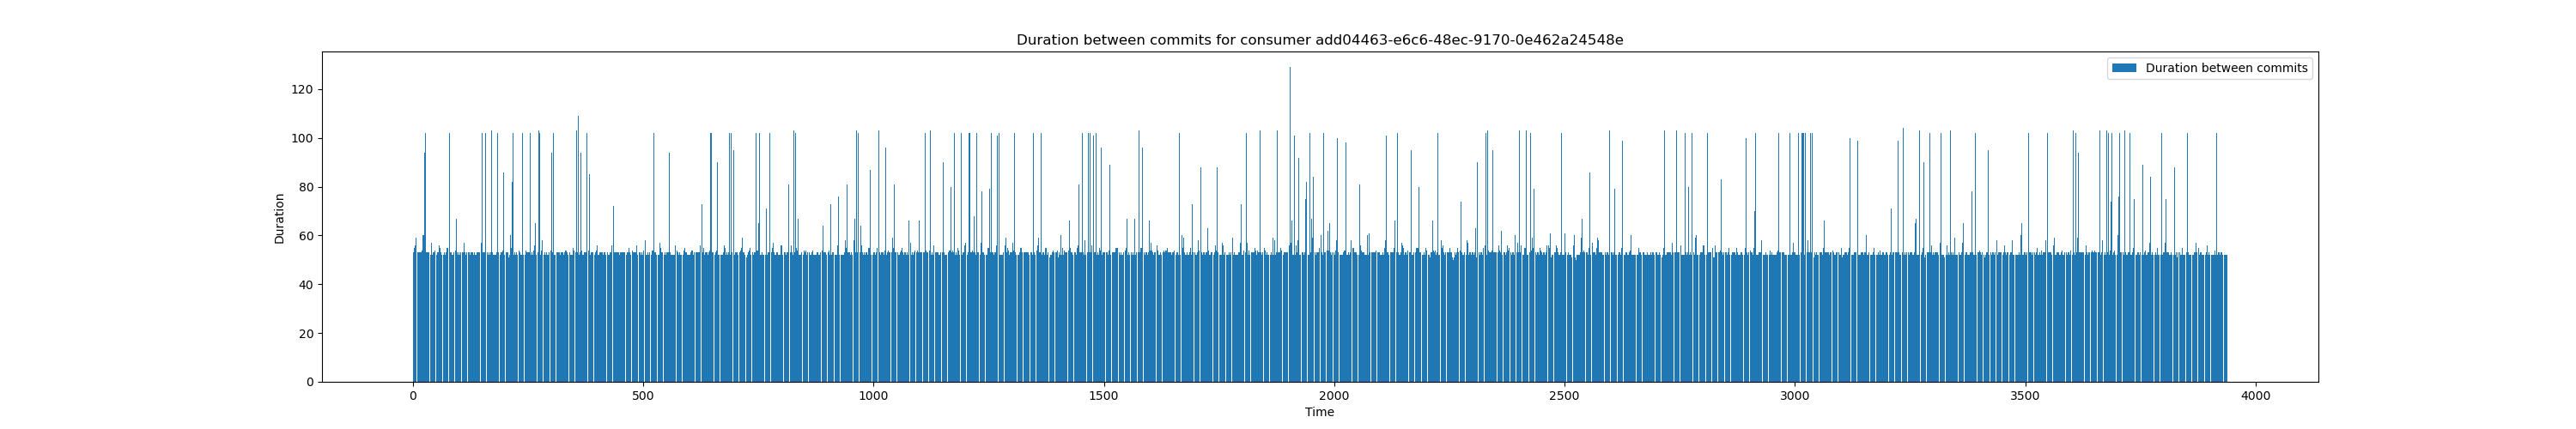 Duration between commits for consumer add04463-e6c6-48ec-9170-0e462a24548e
Duration between commits
120
100
80
60
40
20
0
Duration
0 500 1000 1500 2000 2500 3000 3500 4000
Time